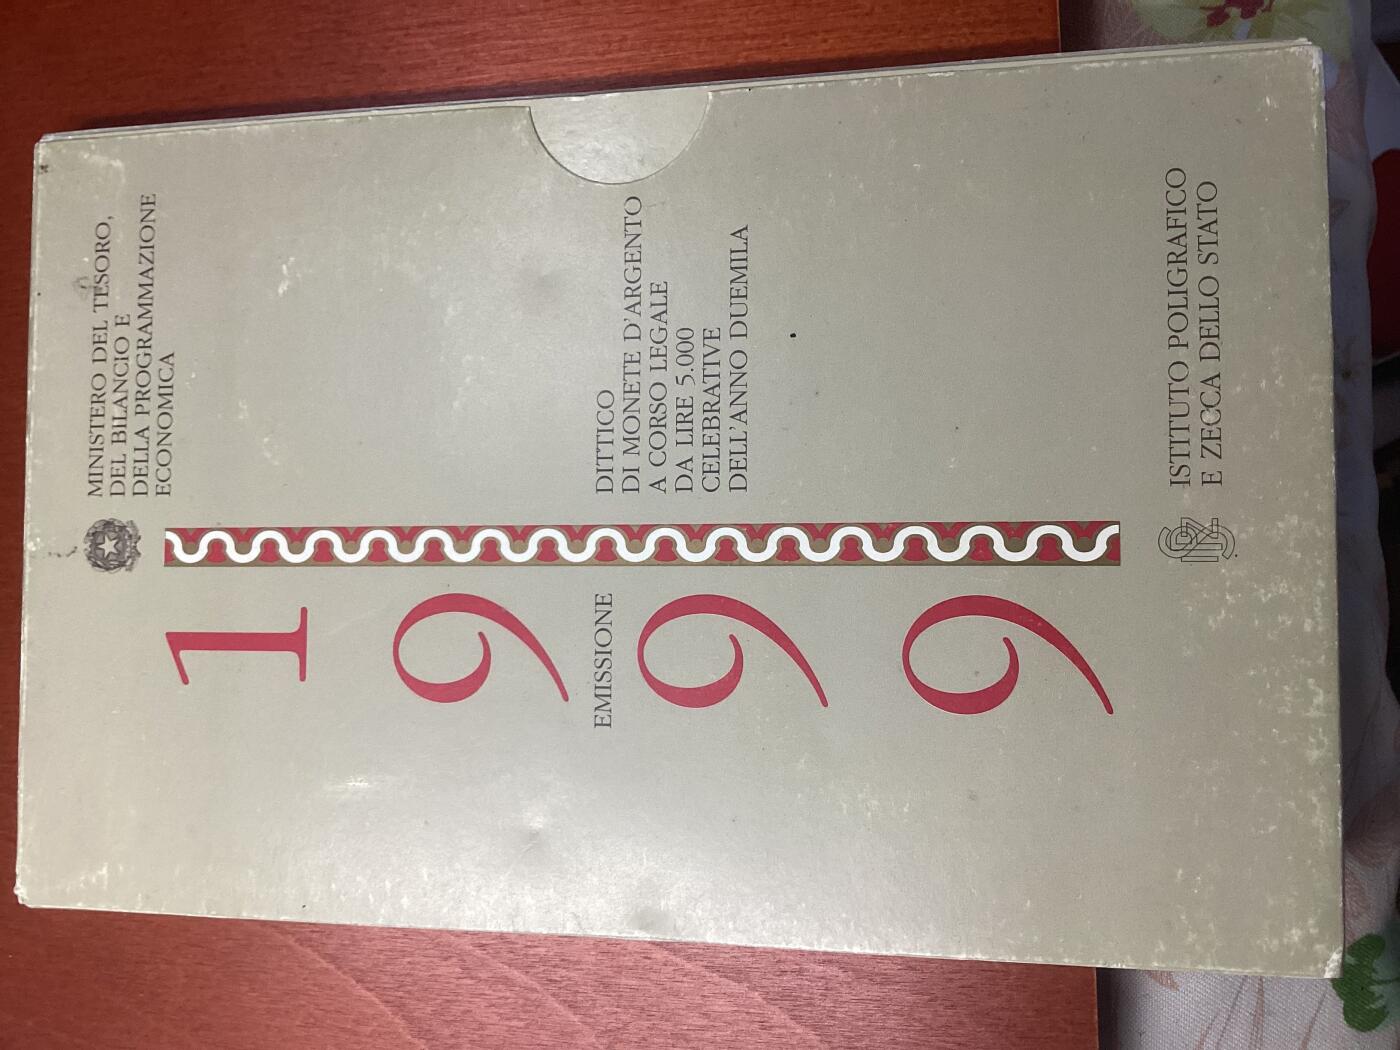 MINISTERO DEL TESORO,
DEL BILANCIO E
DELLA PROGRAMMAZIONE
ECONOMICA
1
9
9
9
EMISSIONE
DITTICO
DI MONETE D'ARGENTO
A CORSO LEGALE
DA LIRE 5.000
CELEBRATIVE
DELL'ANNO DUEMILA
ISTITUTO POLIGRAFICO
E ZECCA DELLO STATO